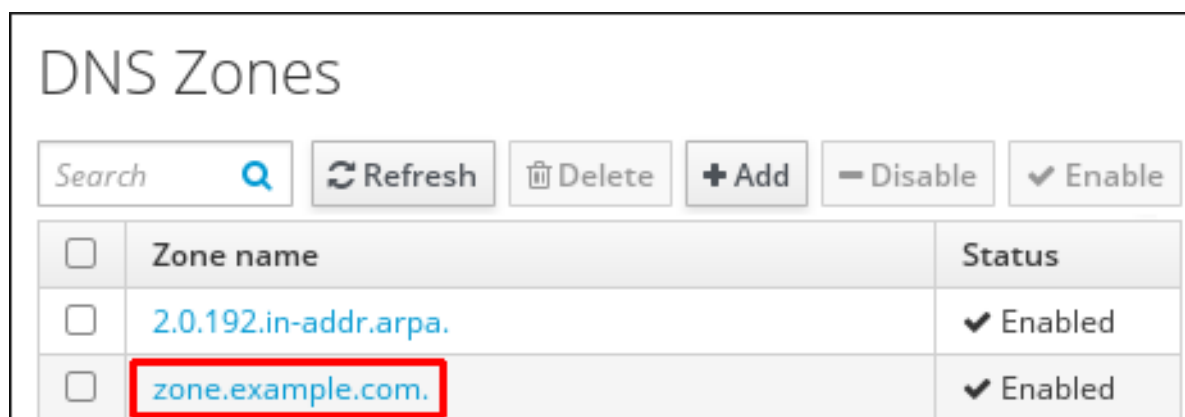 DNS Zones
Search Refresh Delete Add Disable Enable
Zone name Status
2.0.192.in-addr.arpa. Enabled
zone.example.com. Enabled